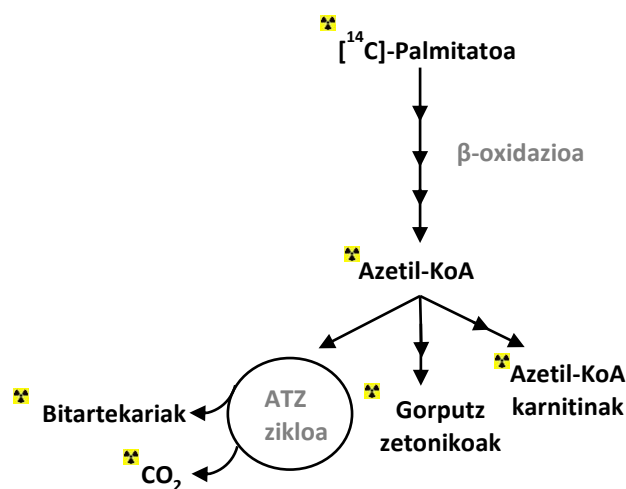 [¹⁴C]-Palmitatoa
β-oxidazioa
Azetil-KoA
ATZ
zikloa
Bitartekariak
CO₂
Gorputz
zetonikoak
Azetil-KoA
karnitinak